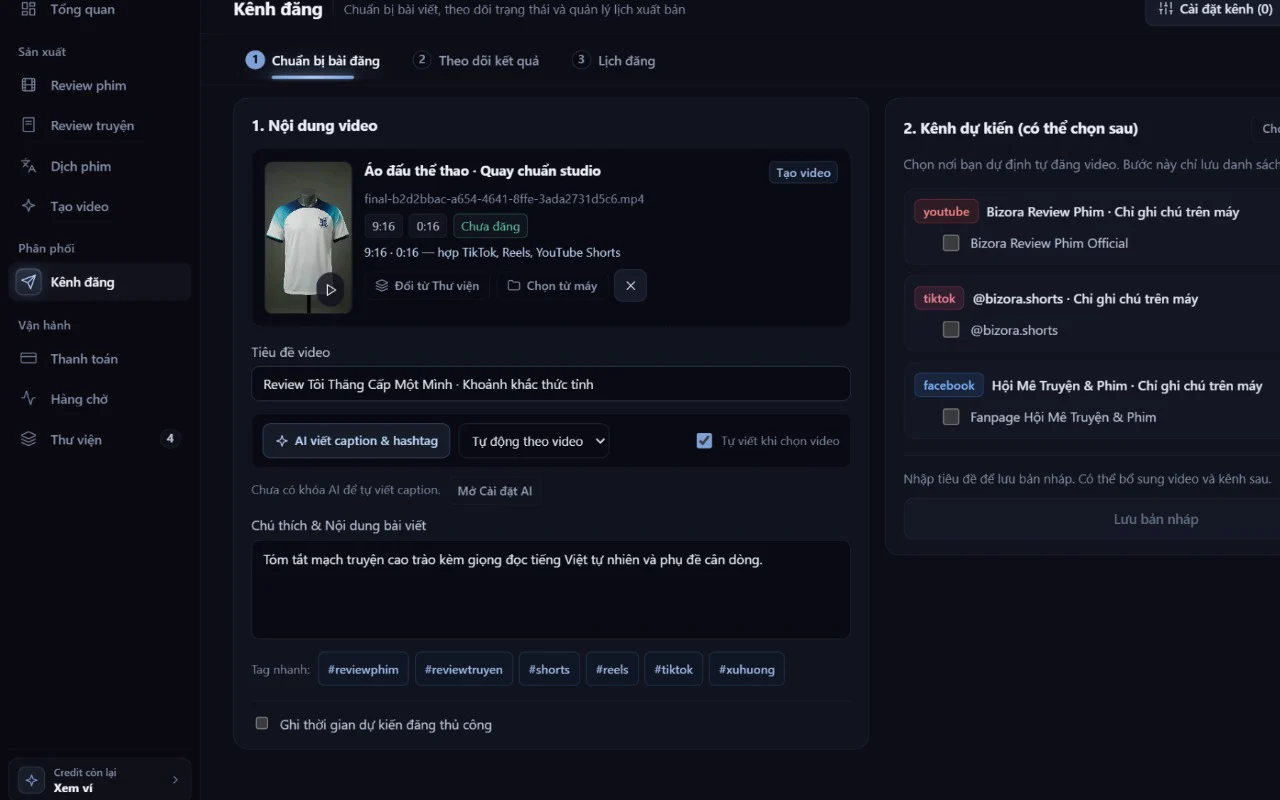 Tổng quan
Sản xuất
Review phim
Review truyện
Dịch phim
Tạo video
Phân phối
Kênh đăng
Vận hành
Thanh toán
Hàng chờ
Thư viện 4
Credit còn lại
Xem ví
Kênh đăng Chuẩn bị bài viết, theo dõi trạng thái và quản lý lịch xuất bản
Cài đặt kênh (0)
1 Chuẩn bị bài đăng 2 Theo dõi kết quả 3 Lịch đăng
1. Nội dung video
Áo đấu thể thao · Quay chuẩn studio Tạo video
final-b2d2bbac-a654-4641-8ffe-3ada2731d5c6.mp4
9:16 0:16 Chưa đăng
9:16 · 0:16 — hợp TikTok, Reels, YouTube Shorts
Đổi từ Thư viện Chọn từ máy
Tiêu đề video
Review Tôi Thăng Cấp Một Mình · Khoảnh khắc thức tỉnh
AI viết caption & hashtag Tự động theo video Tự viết khi chọn video
Chưa có khóa AI để tự viết caption. Mở Cài đặt AI
Chú thích & Nội dung bài viết
Tóm tắt mạch truyện cao trào kèm giọng đọc tiếng Việt tự nhiên và phụ đề cân dòng.
Tag nhanh: #reviewphim #reviewtruyen #shorts #reels #tiktok #xuhuong
Ghi thời gian dự kiến đăng thủ công
2. Kênh dự kiến (có thể chọn sau)
Chọn nơi bạn dự định tự đăng video. Bước này chỉ lưu danh sách
youtube Bizora Review Phim · Chỉ ghi chú trên máy
Bizora Review Phim Official
tiktok @bizora.shorts · Chỉ ghi chú trên máy
@bizora.shorts
facebook Hội Mê Truyện & Phim · Chỉ ghi chú trên máy
Fanpage Hội Mê Truyện & Phim
Nhập tiêu đề để lưu bản nháp. Có thể bổ sung video và kênh sau.
Lưu bản nháp